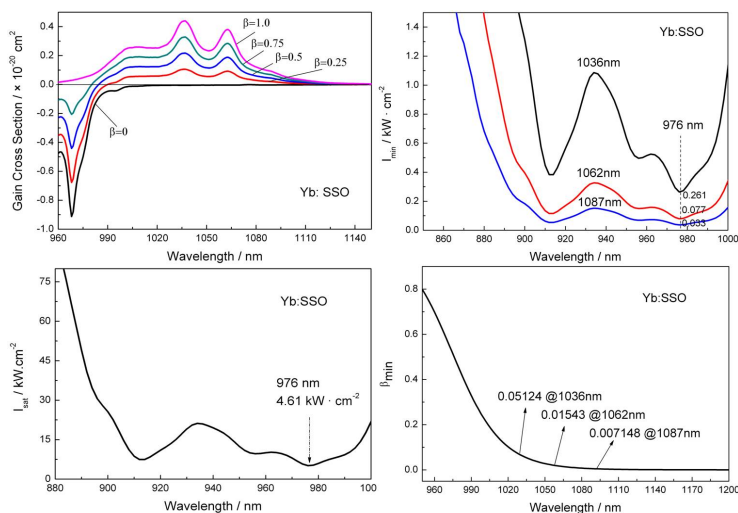 Gain Cross Section / × 10⁻²⁰ cm²
0.4
0.2
0.0
-0.2
-0.4
-0.6
-0.8
-1.0
β=1.0
β=0.75
β=0.5
β=0.25
β=0
Yb: SSO
960 990 1020 1050 1080 1110 1140
Wavelength / nm
I_min / kW · cm⁻²
1.4
1.2
1.0
0.8
0.6
0.4
0.2
0.0
Yb:SSO
1036nm
976 nm
1062nm
1087nm
0.261
0.077
0.033
860 880 900 920 940 960 980 1000
Wavelength / nm
I_sat / kW.cm⁻²
75
60
45
30
15
0
Yb:SSO
976 nm
4.61 kW · cm⁻²
880 900 920 940 960 980 1000
Wavelength / nm
β_min
0.8
0.6
0.4
0.2
0.0
Yb:SSO
0.05124 @1036nm
0.01543 @1062nm
0.007148 @1087nm
960 990 1020 1050 1080 1110 1140 1170 1200
Wavelength / nm